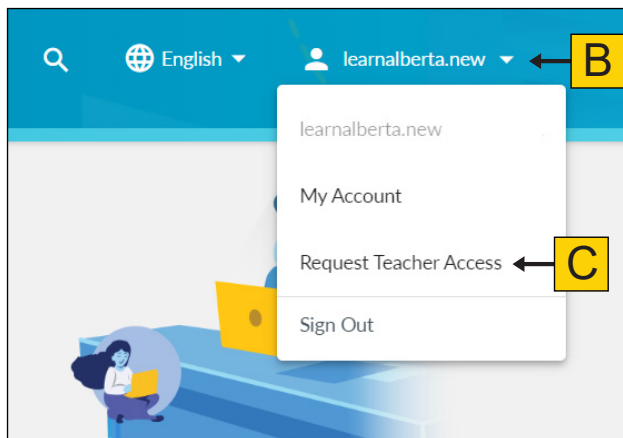 English learnalberta.new B
learnalberta.new
My Account
Request Teacher Access C
Sign Out